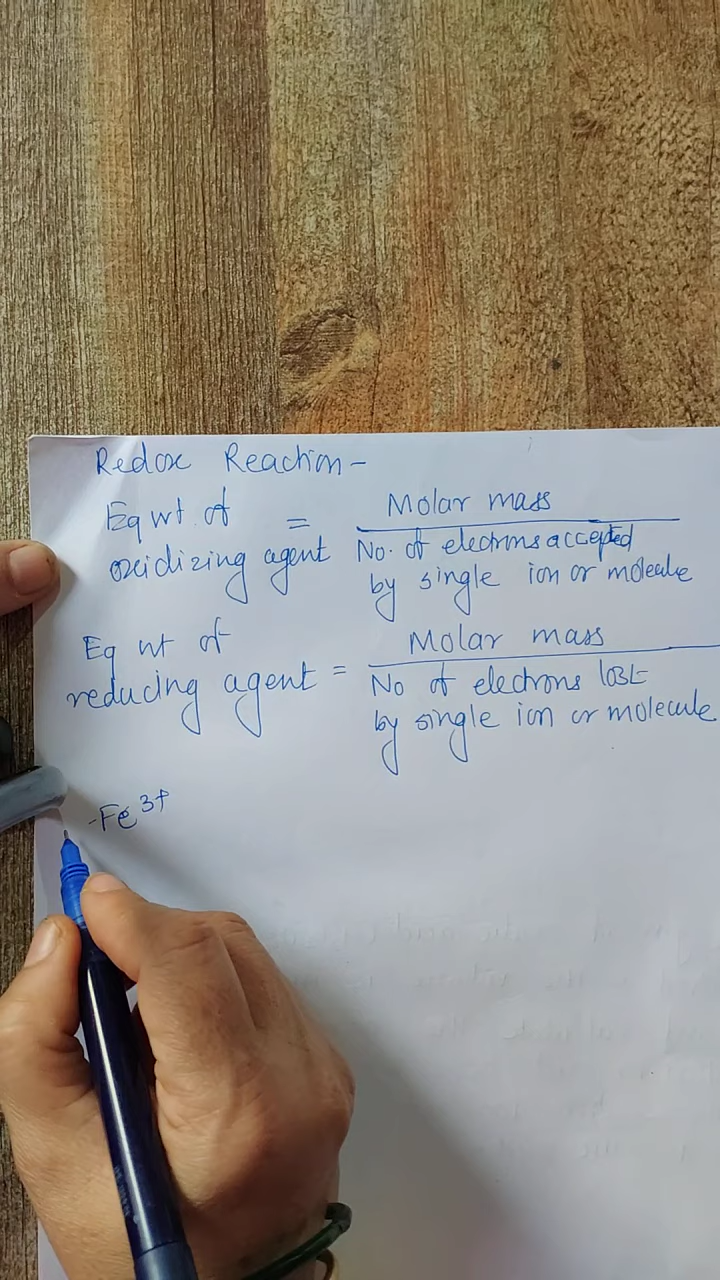 Redox Reaction -
Eq wt. of = Molar mass
oxidizing agent No. of electrons accepted
by single ion or molecule
Eq wt of Molar mass
reducing agent = No of electrons lost
by single ion or molecule
Fe3+